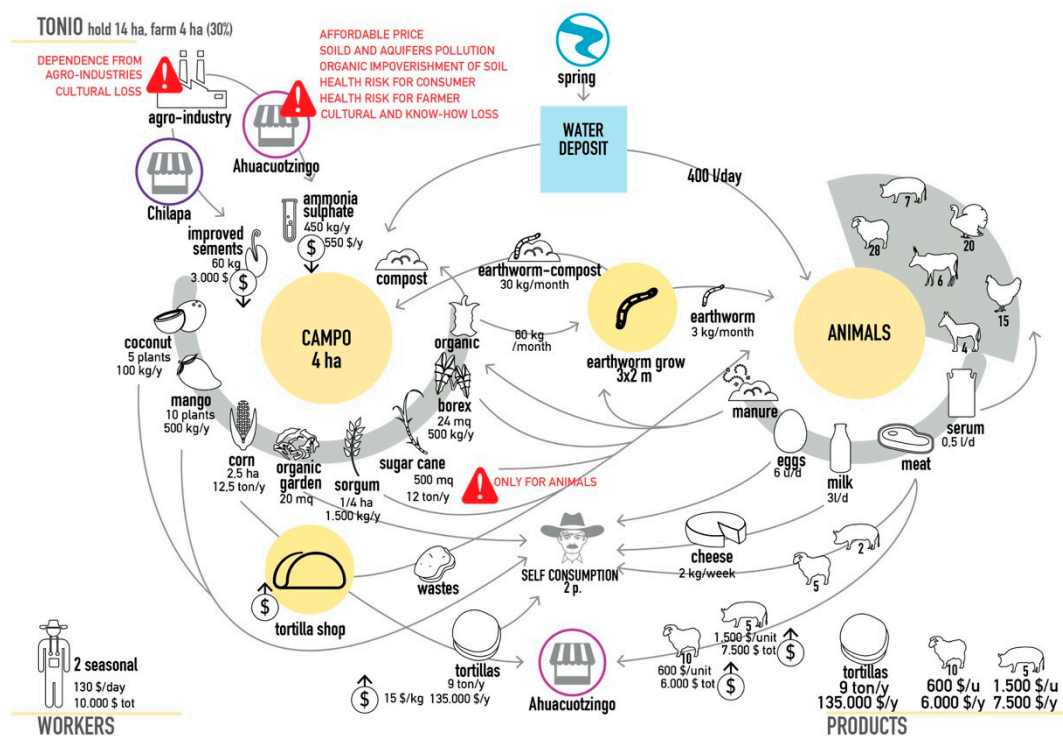 TONIO hold 14 ha, farm 4 ha (30%)
DEPENDENCE FROM
AGRO-INDUSTRIES
CULTURAL LOSS
agro-industry
AFFORDABLE PRICE
SOILD AND AQUIFERS POLLUTION
ORGANIC IMPOVERISHMENT OF SOIL
HEALTH RISK FOR CONSUMER
HEALTH RISK FOR FARMER
CULTURAL AND KNOW-HOW LOSS
Ahuacuotzingo
Chilapa
spring
WATER
DEPOSIT
400 l/day
improved
sements
60 kg
3.000 $
$
ammonia
sulphate
450 kg/y
550 $/y
$
compost
earthworm-compost
30 kg/month
earthworm
3 kg/month
earthworm grow
3x2 m
60 kg
/month
CAMPO
4 ha
ANIMALS
7
28
20
6
15
4
coconut
5 plants
100 kg/y
mango
10 plants
500 kg/y
corn
2,5 ha
12,5 ton/y
organic
garden
20 mq
sorgum
1/4 ha
1.500 kg/y
sugar cane
500 mq
12 ton/y
borex
24 mq
500 kg/y
organic
ONLY FOR ANIMALS
manure
eggs
6 u/d
milk
3l/d
meat
serum
0,5 l/d
cheese
2 kg/week
2
5
SELF CONSUMPTION
2 p.
wastes
$
tortilla shop
tortillas
9 ton/y
$
15 $/kg
135.000 $/y
Ahuacuotzingo
10
600 $/unit
6.000 $ tot
$
5
1.500 $/unit
7.500 $ tot
$
2 seasonal
130 $/day
10.000 $ tot
WORKERS
tortillas
9 ton/y
135.000 $/y
10
600 $/u
6.000 $/y
5
1.500 $/u
7.500 $/y
PRODUCTS